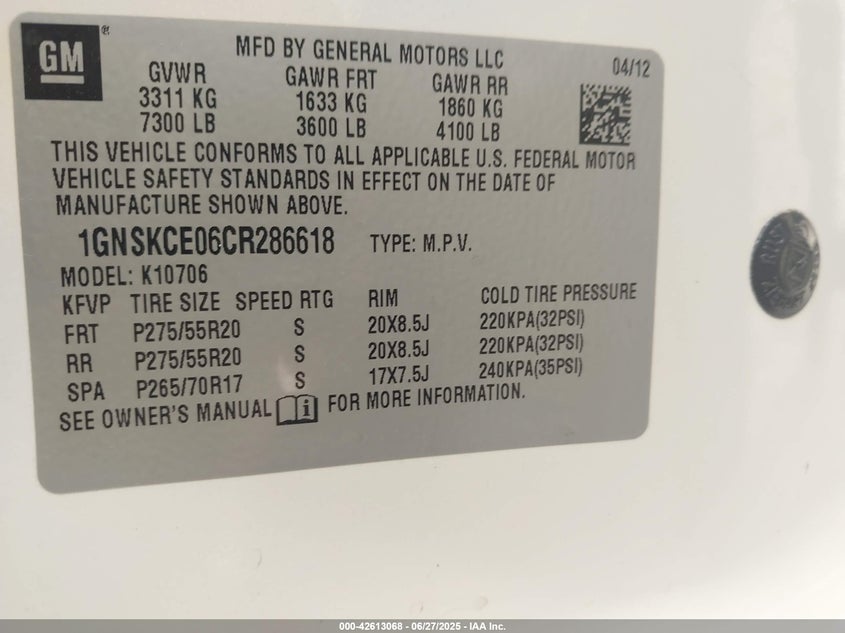 GM®
MFD BY GENERAL MOTORS LLC
04/12
GVWR GAWR FRT GAWR RR
3311 KG 1633 KG 1860 KG
7300 LB 3600 LB 4100 LB
THIS VEHICLE CONFORMS TO ALL APPLICABLE U.S. FEDERAL MOTOR
VEHICLE SAFETY STANDARDS IN EFFECT ON THE DATE OF
MANUFACTURE SHOWN ABOVE.
1GNSKCE06CR286618 TYPE: M.P.V.
MODEL: K10706
KFVP TIRE SIZE SPEED RTG RIM COLD TIRE PRESSURE
FRT P275/55R20 S 20X8.5J 220KPA(32PSI)
RR P275/55R20 S 20X8.5J 220KPA(32PSI)
SPA P265/70R17 S 17X7.5J 240KPA(35PSI)
SEE OWNER'S MANUAL FOR MORE INFORMATION.
000-42613068 - 06/27/2025 - IAA Inc.